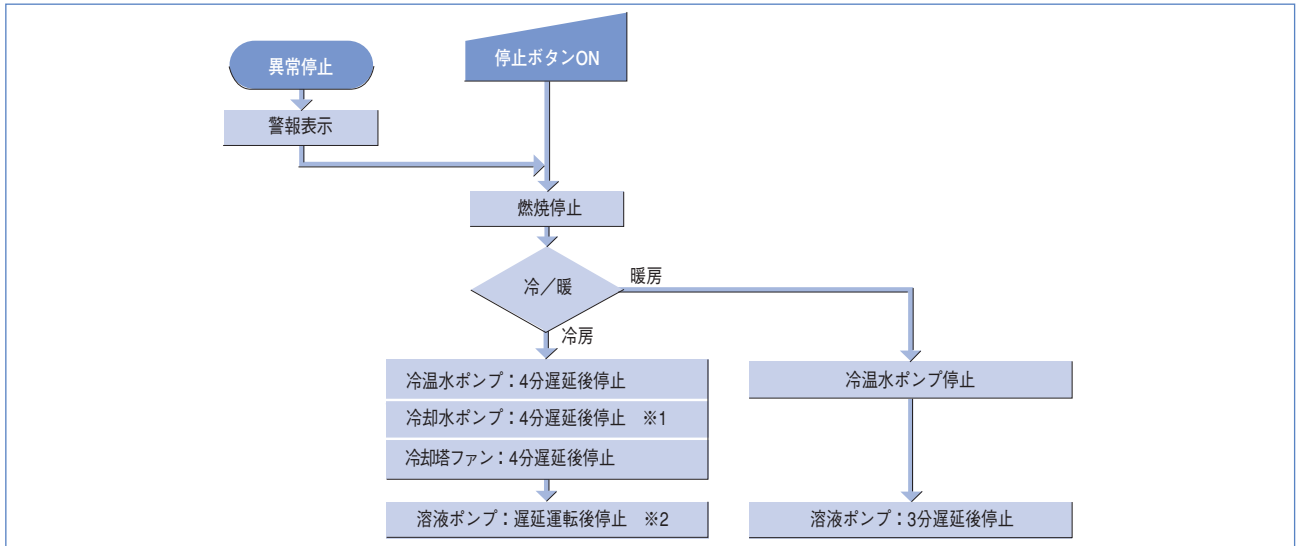 停止ボタンON
異常停止
警報表示
燃焼停止
冷／暖
暖房
冷房
冷温水ポンプ：4分遅延後停止
冷却水ポンプ：4分遅延後停止　※1
冷却塔ファン：4分遅延後停止
溶液ポンプ：遅延運転後停止　※2
冷温水ポンプ停止
溶液ポンプ：3分遅延後停止